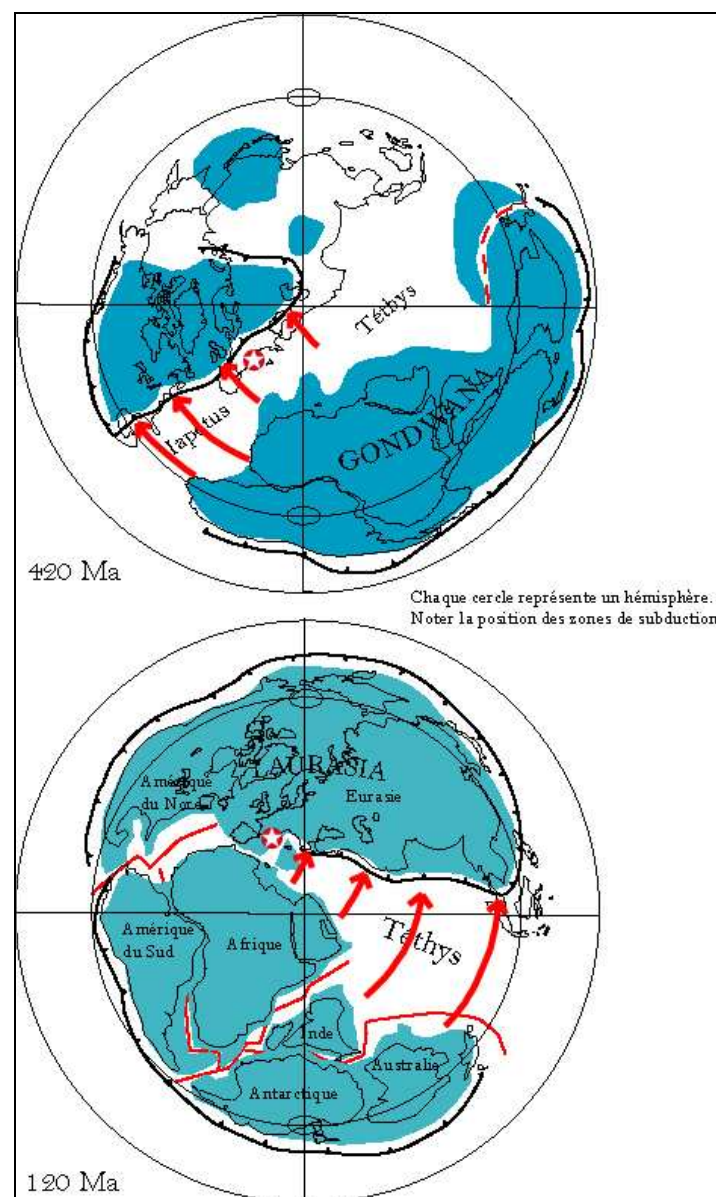 Téthys
Iapetus
GONDWANA
420 Ma
Chaque cercle représente un hémisphère.
Noter la position des zones de subduction
LAURASIA
Amérique
du Nord
Eurasie
Amérique
du Sud
Afrique
Téthys
Inde
Australie
Antarctique
120 Ma